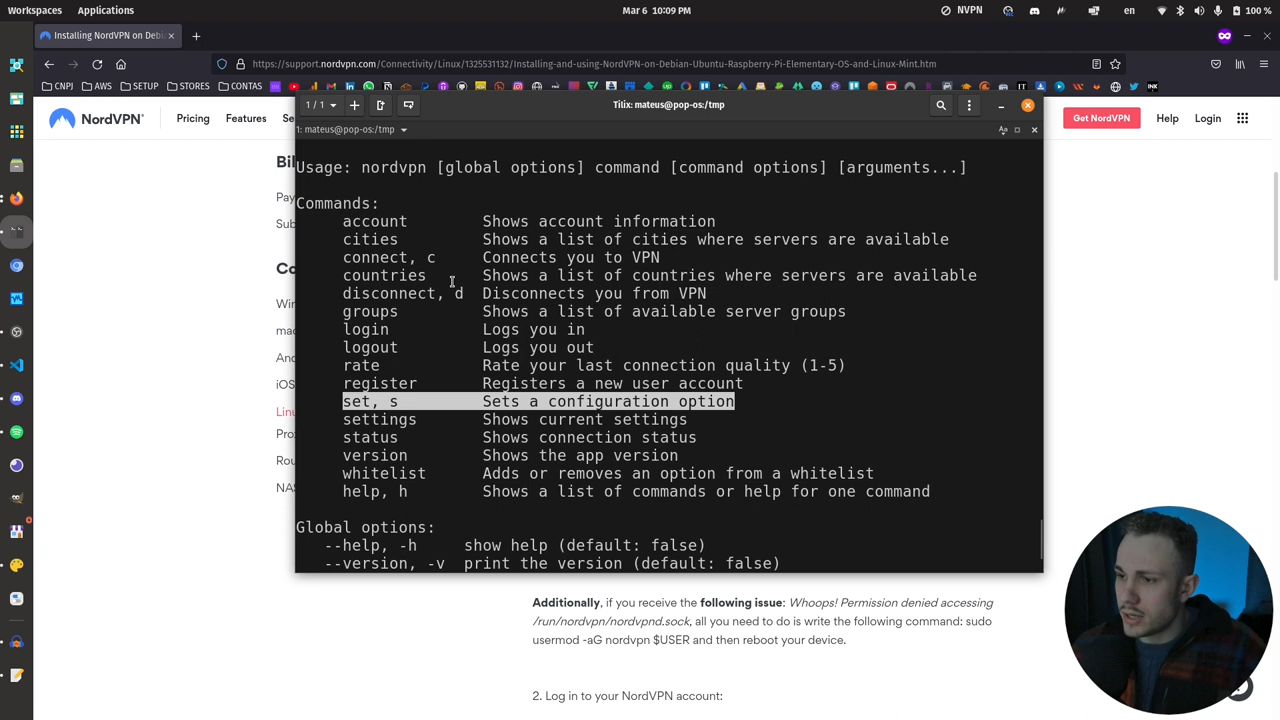 Workspaces Applications Mar 6 10:09 PM NVPN en 100 %
Installing NordVPN on Debi
https://support.nordvpn.com/Connectivity/Linux/1325531132/Installing-and-using-NordVPN-on-Debian-Ubuntu-Raspberry-Pi-Elementary-OS-and-Linux-Mint.htm
CNPJ AWS SETUP STORES CONTAS
1 / 1 Tilix: mateus@pop-os:/tmp
NordVPN® Pricing Features Se Get NordVPN Help Login
1: mateus@pop-os:/tmp
Usage: nordvpn [global options] command [command options] [arguments...]
Commands:
account Shows account information
cities Shows a list of cities where servers are available
connect, c Connects you to VPN
countries Shows a list of countries where servers are available
disconnect, d Disconnects you from VPN
groups Shows a list of available server groups
login Logs you in
logout Logs you out
rate Rate your last connection quality (1-5)
register Registers a new user account
set, s Sets a configuration option
settings Shows current settings
status Shows connection status
version Shows the app version
whitelist Adds or removes an option from a whitelist
help, h Shows a list of commands or help for one command
Global options:
--help, -h show help (default: false)
--version, -v print the version (default: false)
Additionally, if you receive the following issue: Whoops! Permission denied accessing
/run/nordvpn/nordvpnd.sock, all you need to do is write the following command: sudo
usermod -aG nordvpn $USER and then reboot your device.
2. Log in to your NordVPN account: